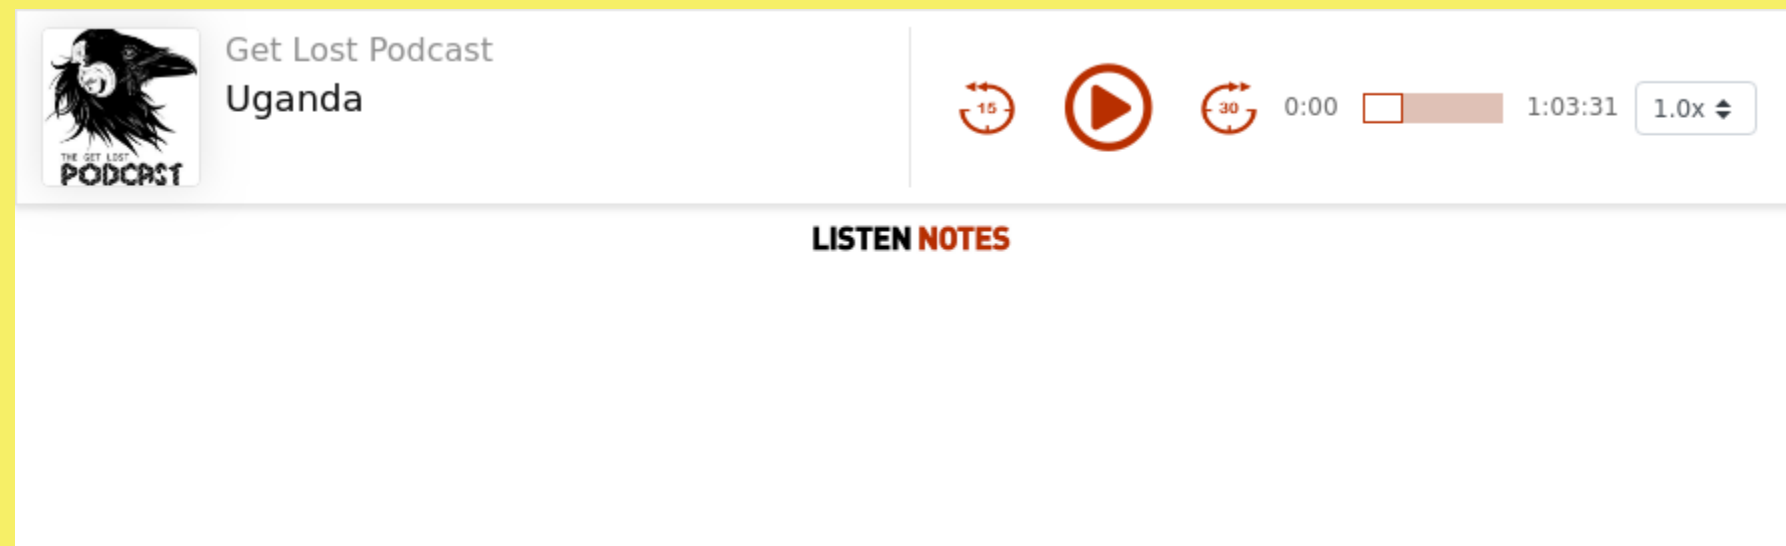 Get Lost Podcast
Uganda
THE GET LOST
PODCAST
15
30
0:00
1:03:31
1.0x
LISTEN NOTES